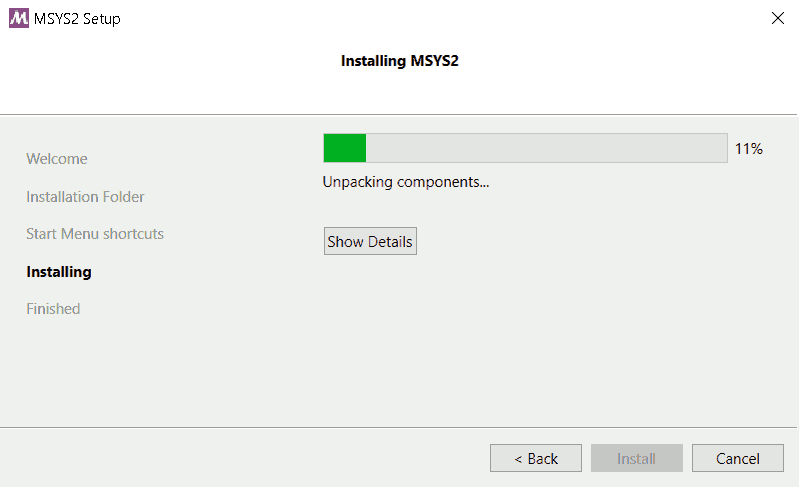 MSYS2 Setup
Installing MSYS2
Welcome
Installation Folder
Start Menu shortcuts
Installing
Finished
11%
Unpacking components...
Show Details
< Back
Install
Cancel